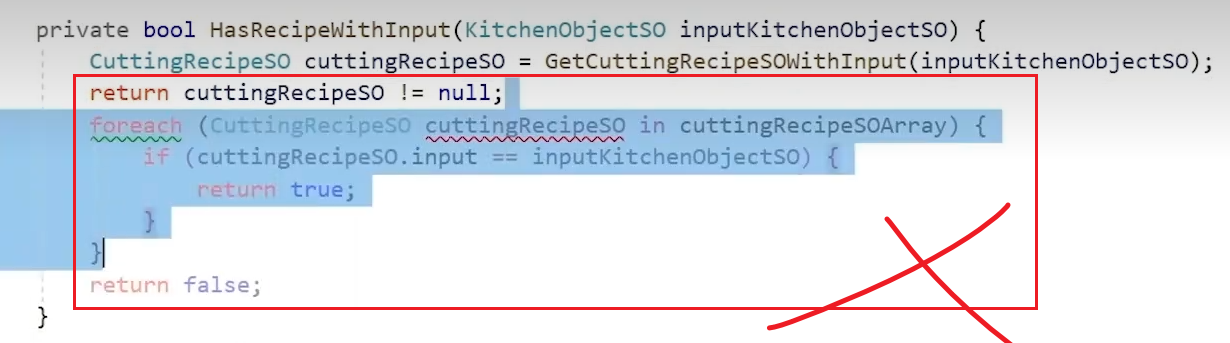 private bool HasRecipeWithInput(KitchenObjectSO inputKitchenObjectSO) {
CuttingRecipeSO cuttingRecipeSO = GetCuttingRecipeSOWithInput(inputKitchenObjectSO);
return cuttingRecipeSO != null;
foreach (CuttingRecipeSO cuttingRecipeSO in cuttingRecipeSOArray) {
if (cuttingRecipeSO.input == inputKitchenObjectSO) {
return true;
}
}
return false;
}